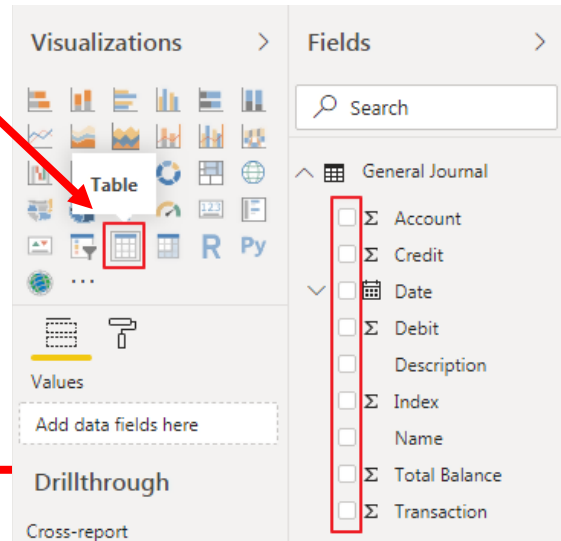 Visualizations
Table
123
R Py
...
Values
Add data fields here
Drillthrough
Cross-report
Fields
Search
General Journal
Σ Account
Σ Credit
Date
Σ Debit
Description
Σ Index
Name
Σ Total Balance
Σ Transaction